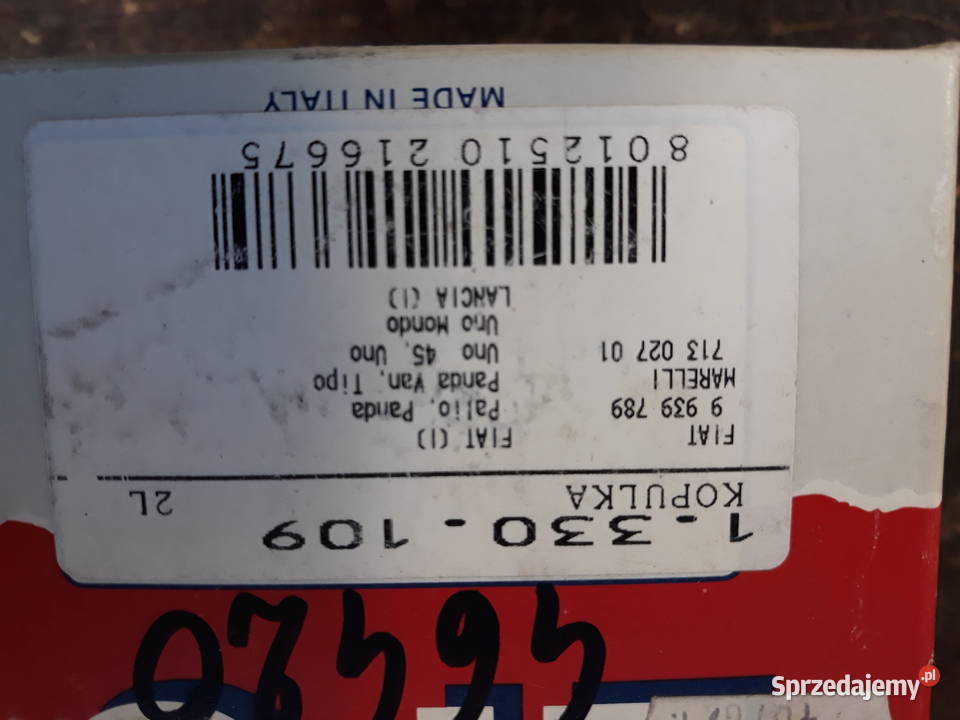 1.330.109
KOPULKA 2L
FIAT FIAT (I)
9 939 789 Palio, Panda
MARELLI Panda Van, Tipo
713 027 01 Uno 45, Uno
Uno Mondo
LANCIA (I)
8 012510 216675
MADE IN ITALY
Sprzedajemy.pl